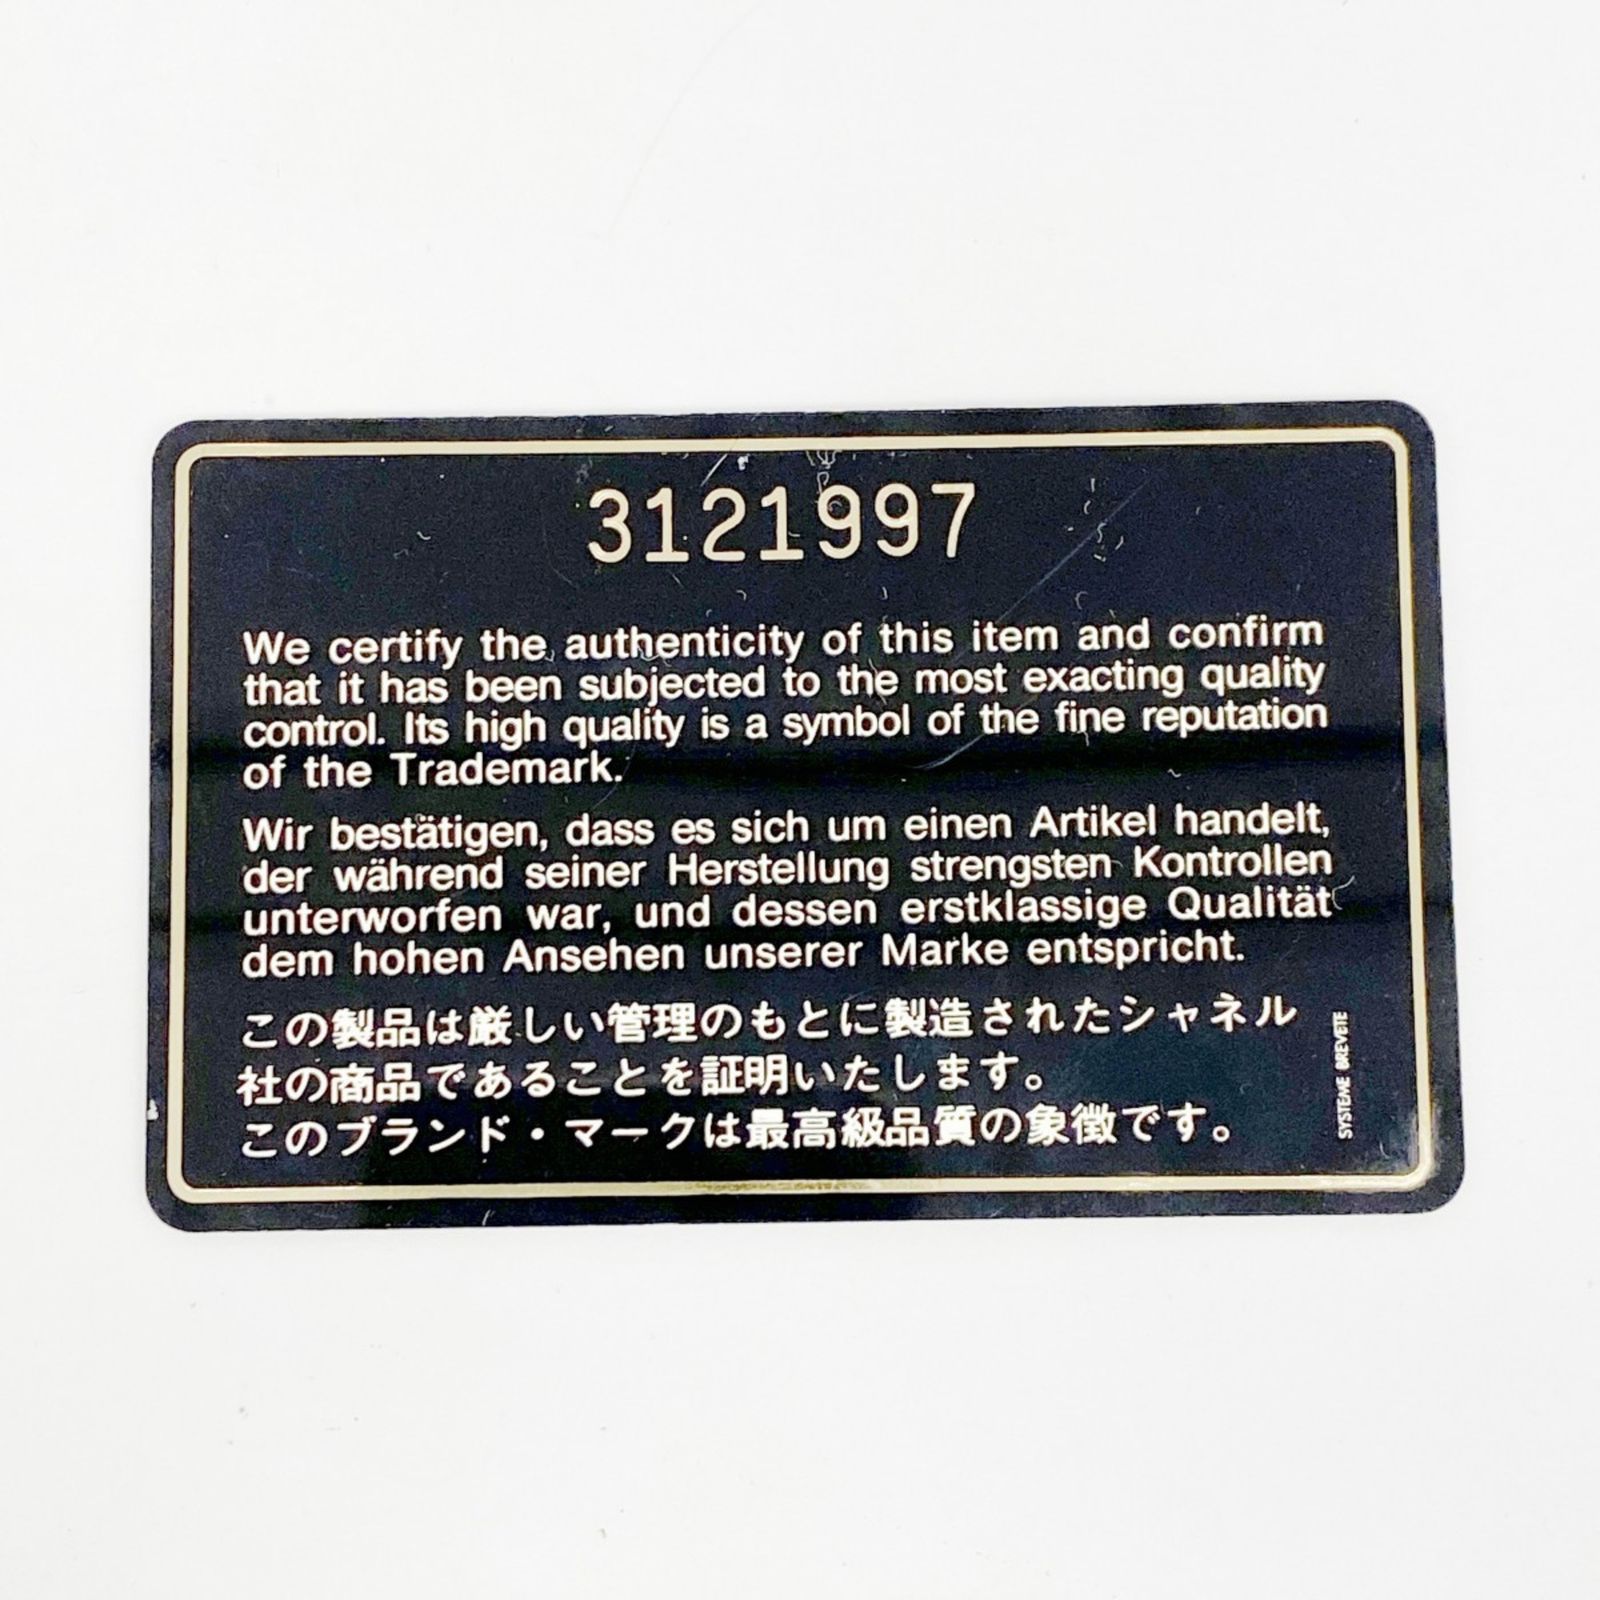 3121997
We certify the authenticity of this item and confirm
that it has been subjected to the most exacting quality
control. Its high quality is a symbol of the fine reputation
of the Trademark.
Wir bestätigen, dass es sich um einen Artikel handelt,
der während seiner Herstellung strengsten Kontrollen
unterworfen war, und dessen erstklassige Qualität
dem hohen Ansehen unserer Marke entspricht.
この製品は厳しい管理のもとに製造されたシャネル
社の商品であることを証明いたします。
このブランド・マークは最高級品質の象徴です。
SYSTEME BREVETE